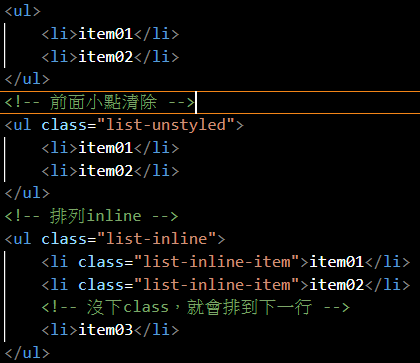 <ul>
    <li>item01</li>
    <li>item02</li>
</ul>
<!-- 前面小點清除 -->
<ul class="list-unstyled">
    <li>item01</li>
    <li>item02</li>
</ul>
<!-- 排列inline -->
<ul class="list-inline">
    <li class="list-inline-item">item01</li>
    <li class="list-inline-item">item02</li>
    <!-- 沒下class，就會排到下一行 -->
    <li>item03</li>
</ul>